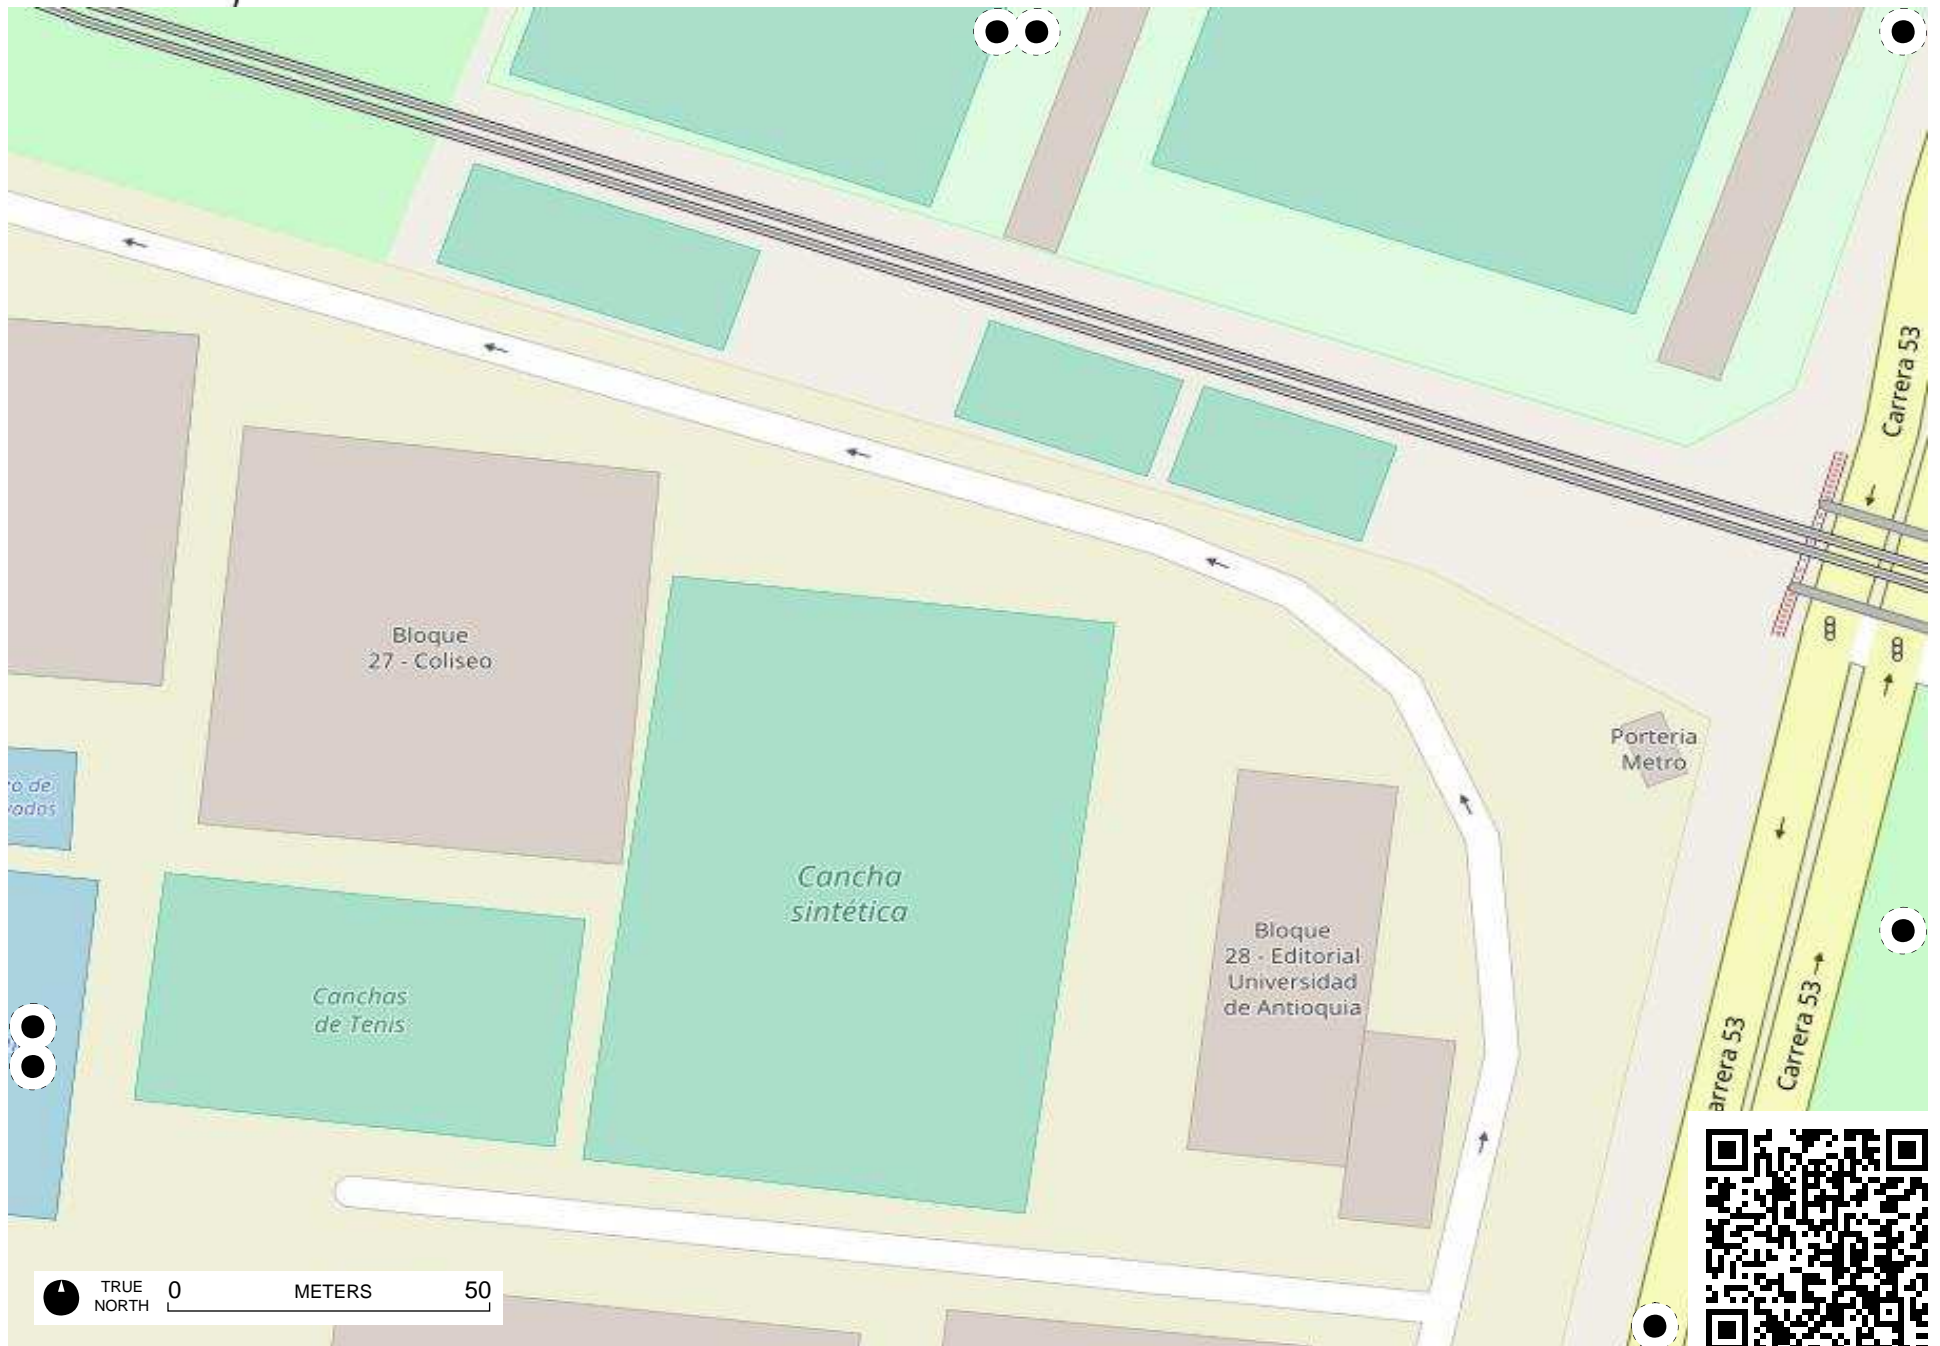 Carrera 53
Bloque
27 - Coliseo
Porteria
Metro
Cancha
sintética
Bloque
28 - Editorial
Universidad
de Antioquia
Canchas
de Tenis
Carrera 53
arrera 53
TRUE
NORTH
0
METERS
50